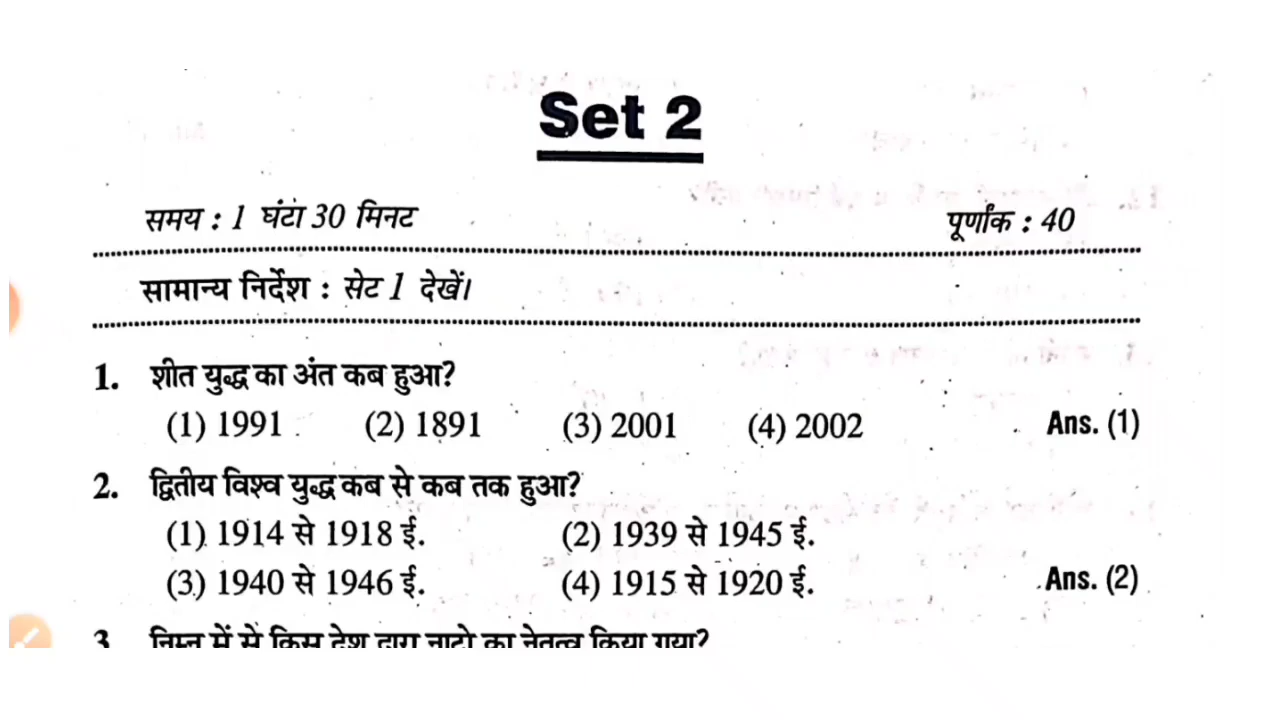 Set 2
समय : 1 घंटा 30 मिनट पूर्णांक : 40
सामान्य निर्देश : सेट 1 देखें।
1. शीत युद्ध का अंत कब हुआ?
(1) 1991 (2) 1891 (3) 2001 (4) 2002 Ans. (1)
2. द्वितीय विश्व युद्ध कब से कब तक हुआ?
(1) 1914 से 1918 ई. (2) 1939 से 1945 ई.
(3) 1940 से 1946 ई. (4) 1915 से 1920 ई. Ans. (2)
3. निम्न में से किस देश द्वारा नाटो का नेतृत्व किया गया?